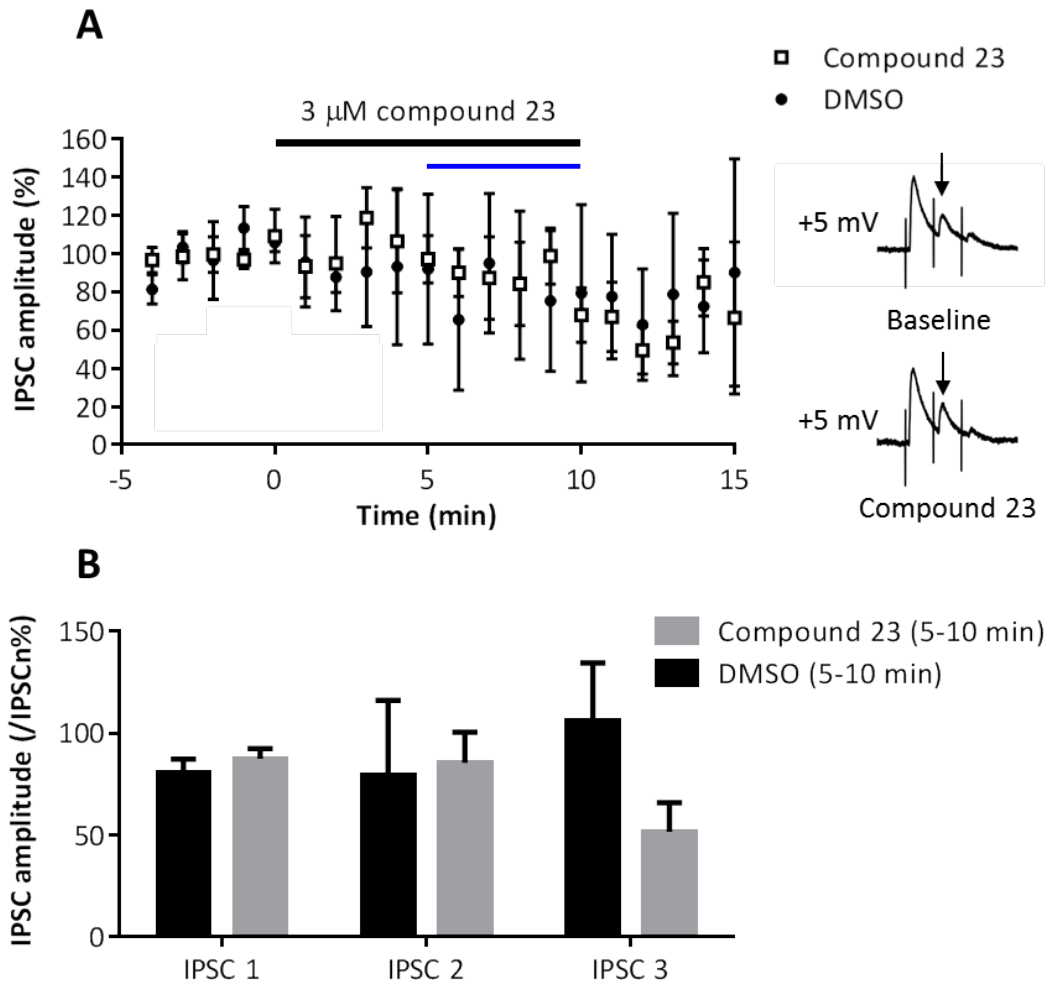 A
Compound 23
DMSO
3 μM compound 23
IPSC amplitude (%)
160
140
120
100
80
60
40
20
0
-5
0
5
10
15
Time (min)
+5 mV
Baseline
+5 mV
Compound 23
B
IPSC amplitude (/IPSCn%)
150
100
50
0
Compound 23 (5-10 min)
DMSO (5-10 min)
IPSC 1
IPSC 2
IPSC 3